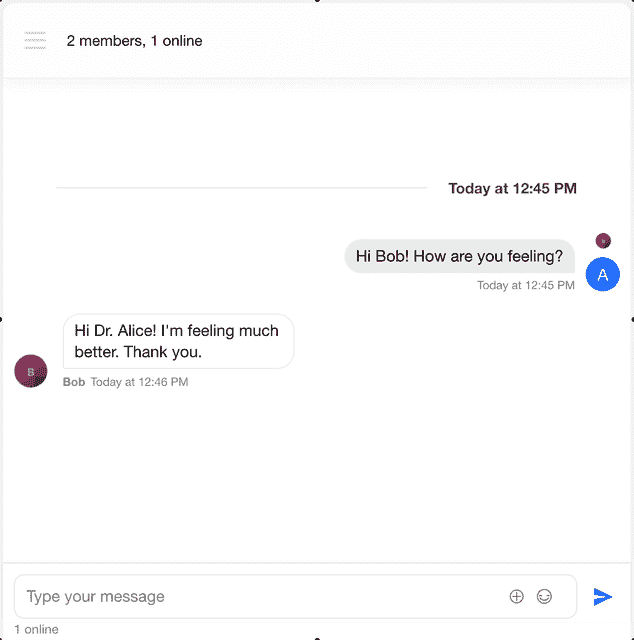 2 members, 1 online
Today at 12:45 PM
Hi Bob! How are you feeling?
A
Today at 12:45 PM
Hi Dr. Alice! I'm feeling much
better. Thank you.
B
Bob Today at 12:46 PM
Type your message
1 online